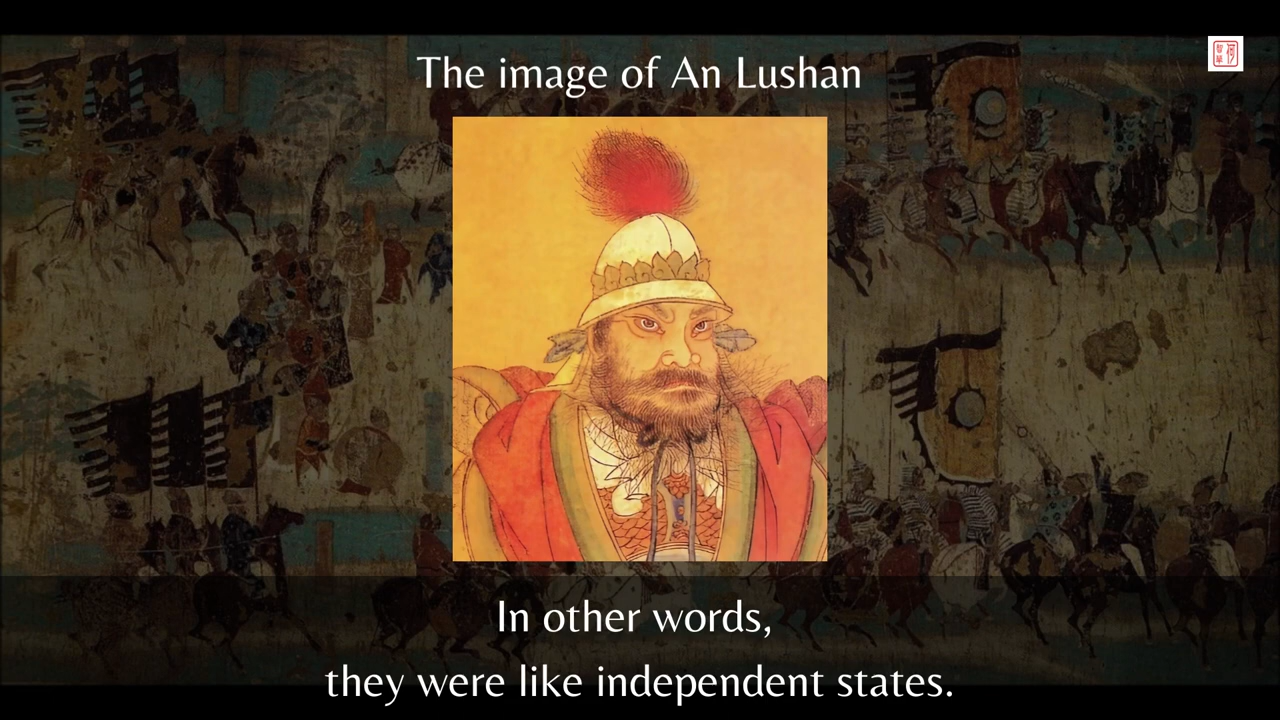 The image of An Lushan
In other words,
they were like independent states.